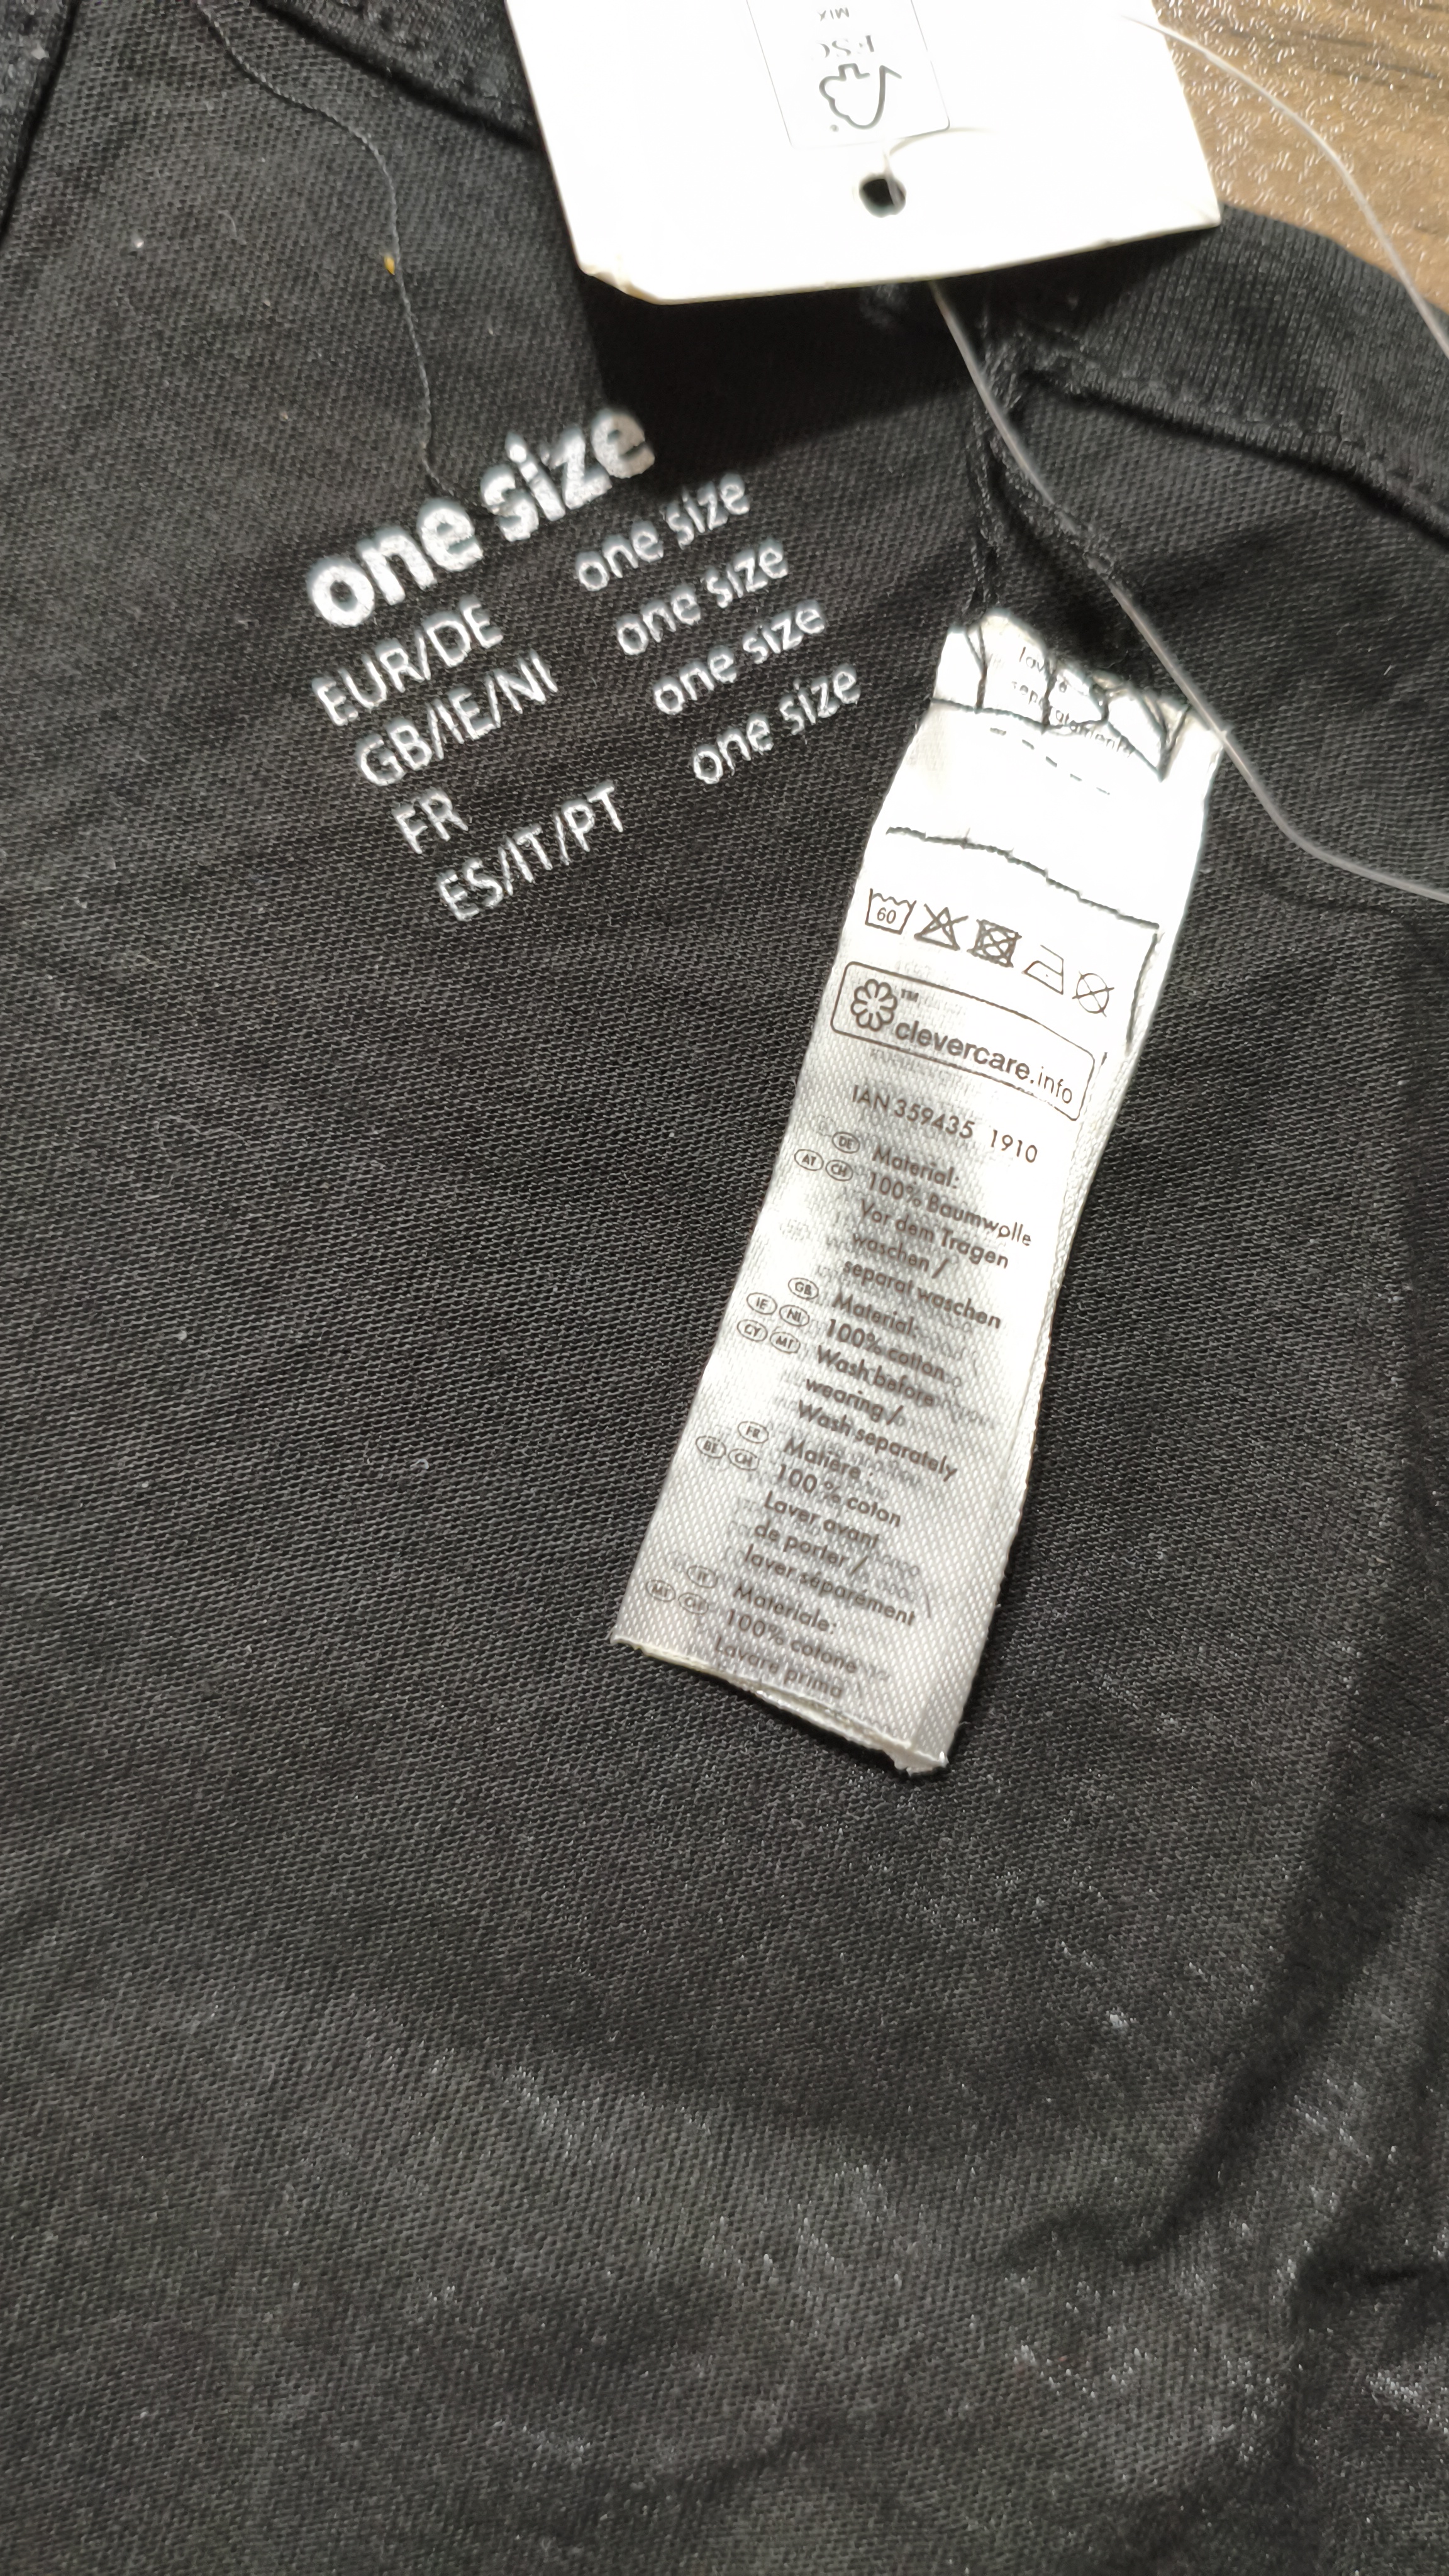 FSC
MIX
one size
EUR/DE one size
GB/IE/NI one size
FR one size
ES/IT/PT one size
separatamente
60
™
clevercare.info
IAN 359435 1910
DE Material:
AT CH 100% Baumwolle
Vor dem Tragen
waschen /
separat waschen
GB Material:
IE NI 100% cotton
CY MT Wash before
wearing /
Wash separately
FR Matière :
BE CH 100 % coton
Laver avant
de porter /
laver séparément
IT Materiale:
MT CH 100% cotone
Lavare prima